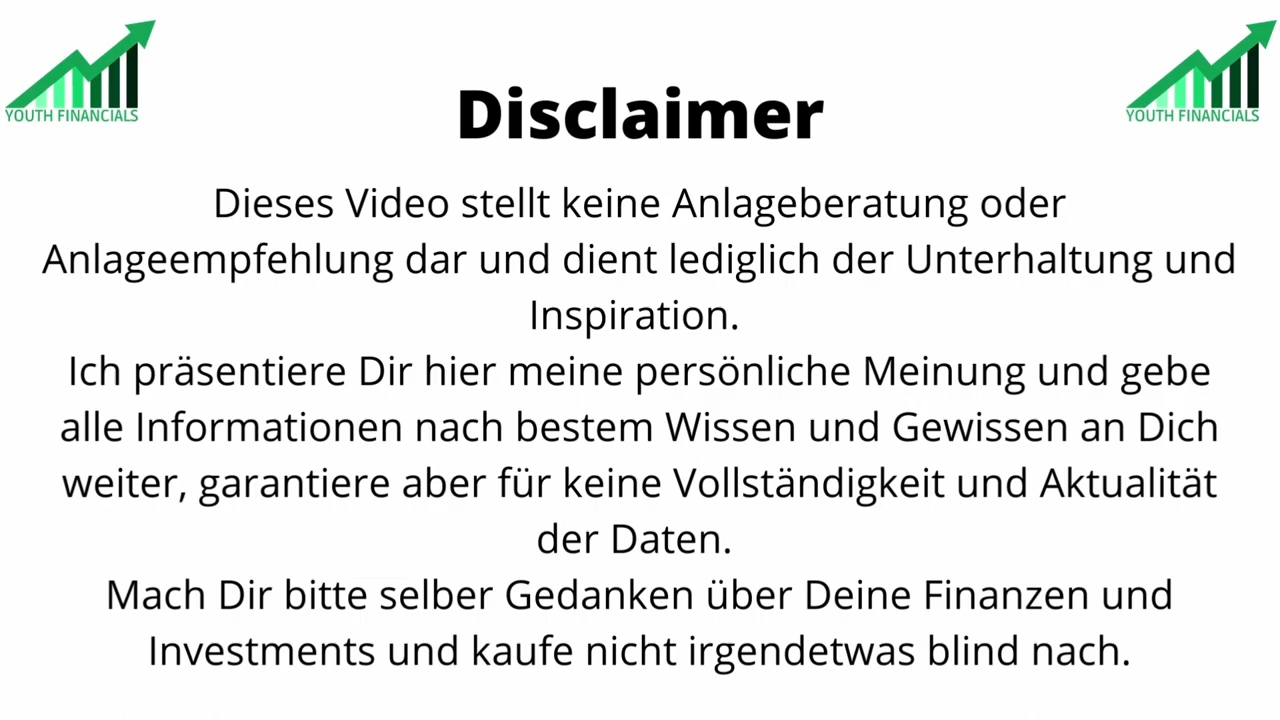 YOUTH FINANCIALS
YOUTH FINANCIALS
Disclaimer
Dieses Video stellt keine Anlageberatung oder
Anlageempfehlung dar und dient lediglich der Unterhaltung und
Inspiration.
Ich präsentiere Dir hier meine persönliche Meinung und gebe
alle Informationen nach bestem Wissen und Gewissen an Dich
weiter, garantiere aber für keine Vollständigkeit und Aktualität
der Daten.
Mach Dir bitte selber Gedanken über Deine Finanzen und
Investments und kaufe nicht irgendetwas blind nach.